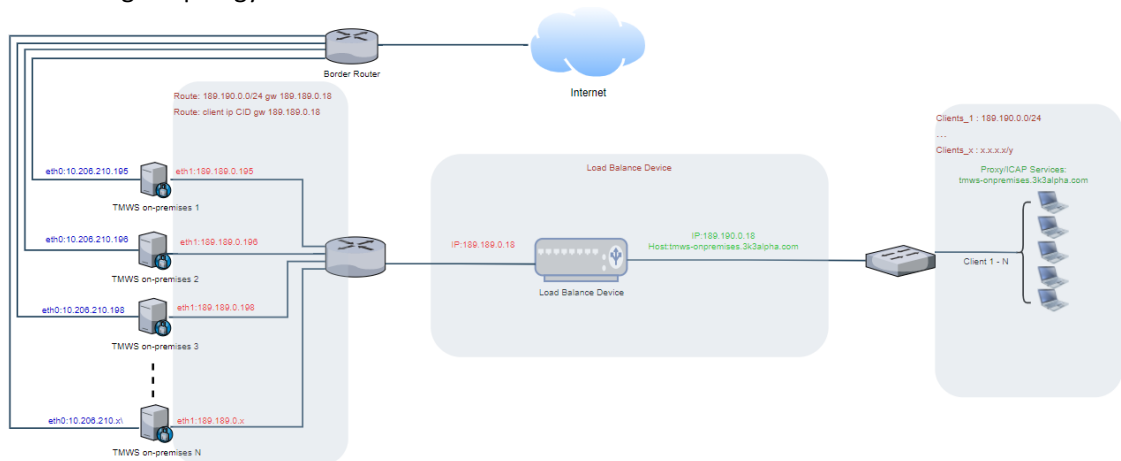 Border Router
Internet
Route: 189.190.0.0/24 gw 189.189.0.18
Route: client ip CID gw 189.189.0.18
eth0:10.206.210.195
eth1:189.189.0.195
TMWS on-premises 1
eth0:10.206.210.196
eth1:189.189.0.196
TMWS on-premises 2
eth0:10.206.210.198
eth1:189.189.0.198
TMWS on-premises 3
eth0:10.206.210.x\
eth1:189.189.0.x
TMWS on-premises N
Load Balance Device
IP:189.189.0.18
IP:189.190.0.18
Host:tmws-onpremises.3k3alpha.com
Load Balance Device
Clients_1 : 189.190.0.0/24
...
Clients_x : x.x.x.x/y
Proxy/ICAP Services:
tmws-onpremises.3k3alpha.com
Client 1 - N